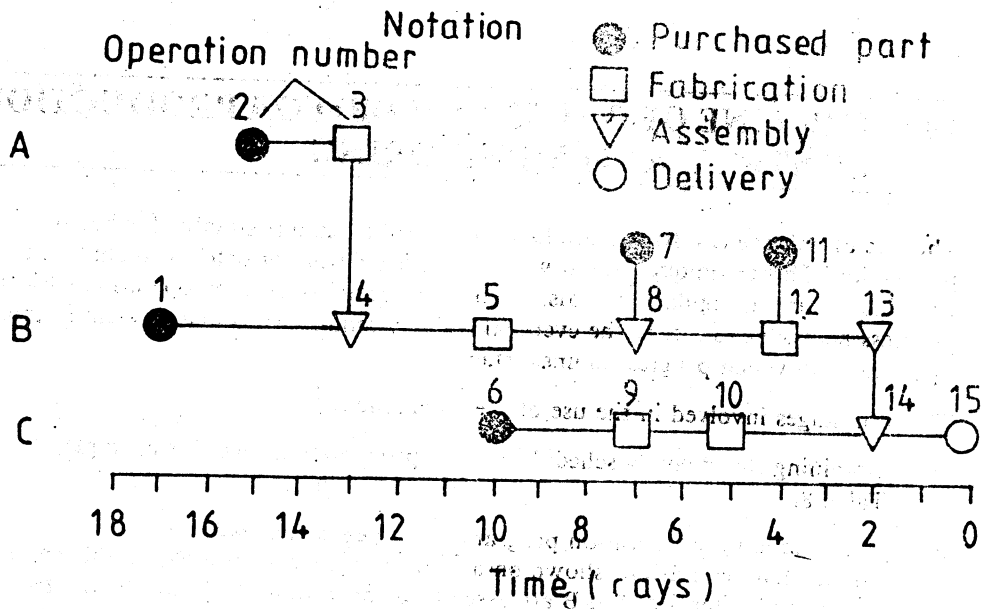 Notation
Operation number
Purchased part
Fabrication
Assembly
Delivery
2 3
A
7 11
1 4 5 8 12 13
B
6 9 10 14 15
C
18 16 14 12 10 8 6 4 2 0
Time (rays)